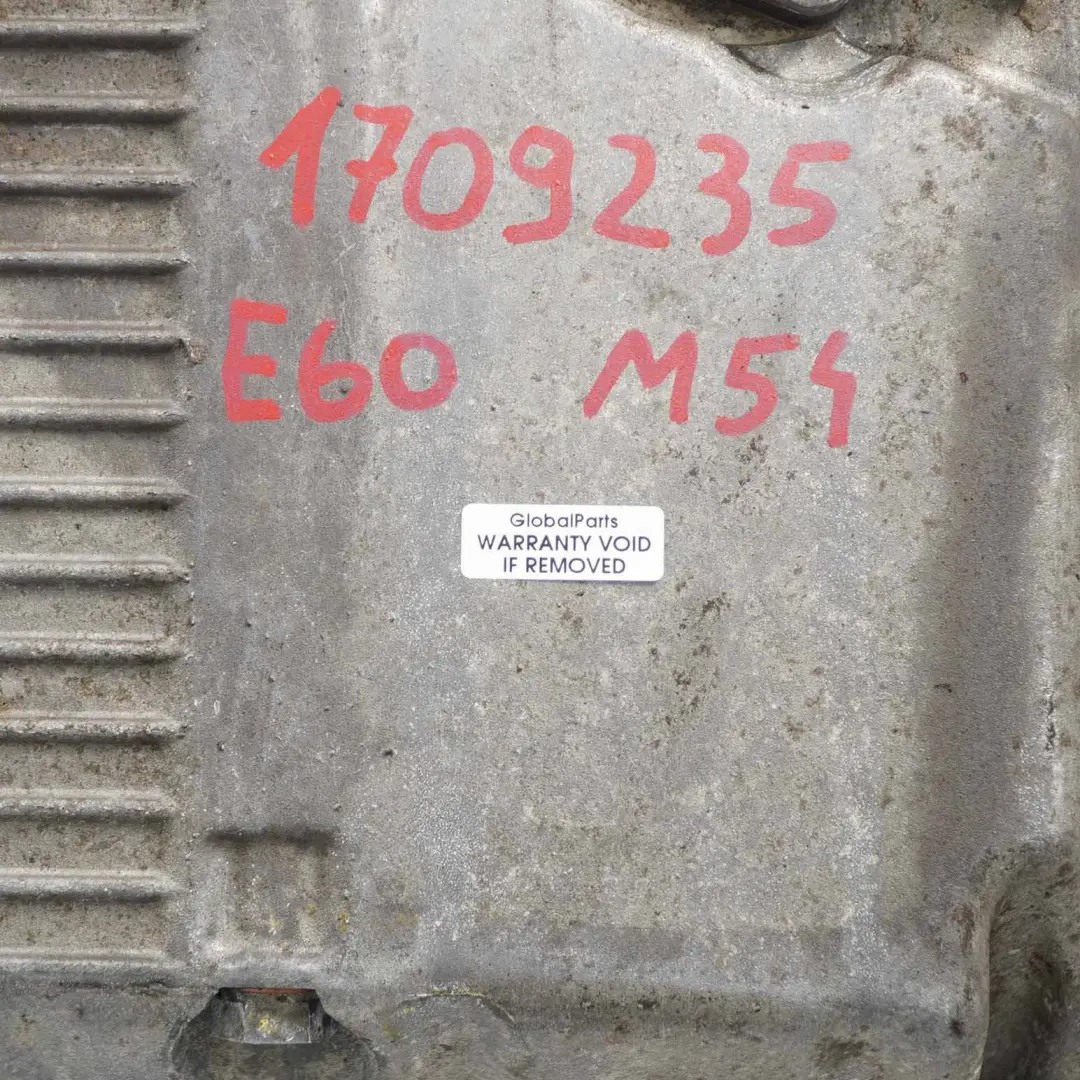 1709235
E60 M54
GlobalParts
WARRANTY VOID
IF REMOVED